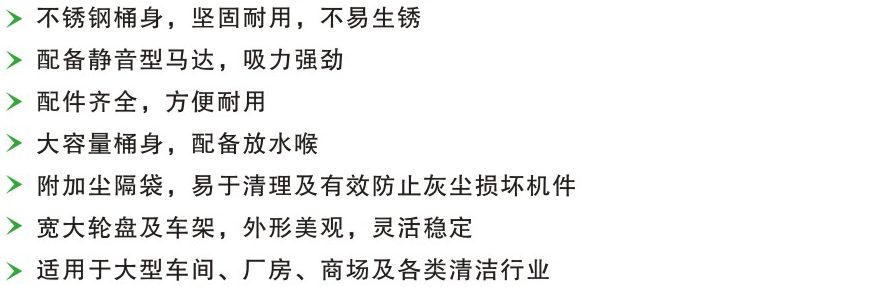 不锈钢桶身，坚固耐用，不易生锈
配备静音型马达，吸力强劲
配件齐全，方便耐用
大容量桶身，配备放水喉
附加尘隔袋，易于清理及有效防止灰尘损坏机件
宽大轮盘及车架，外形美观，灵活稳定
适用于大型车间、厂房、商场及各类清洁行业